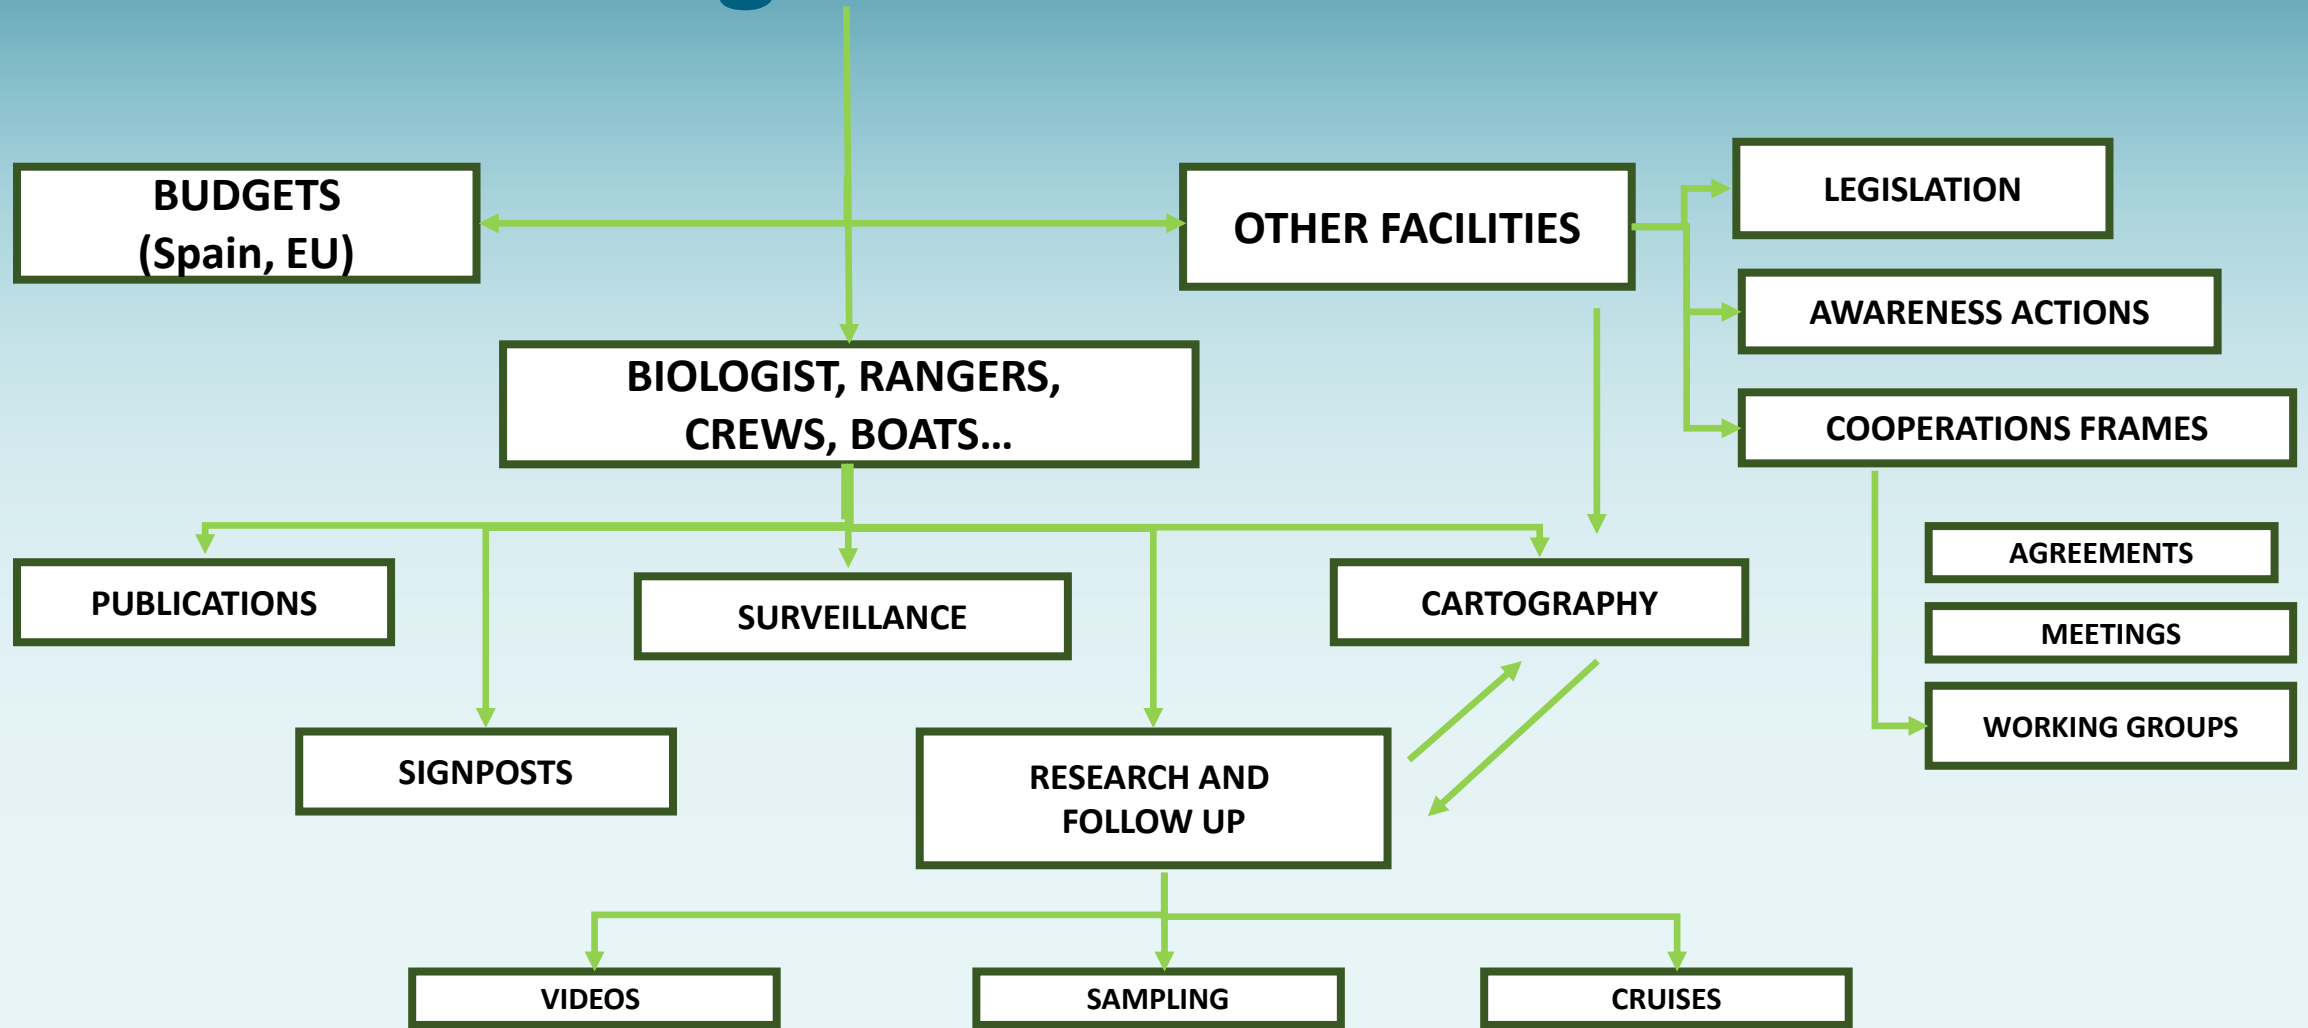 BUDGETS
(Spain, EU)
OTHER FACILITIES
LEGISLATION
AWARENESS ACTIONS
BIOLOGIST, RANGERS,
CREWS, BOATS...
COOPERATIONS FRAMES
PUBLICATIONS
SURVEILLANCE
CARTOGRAPHY
AGREEMENTS
MEETINGS
WORKING GROUPS
SIGNPOSTS
RESEARCH AND
FOLLOW UP
VIDEOS
SAMPLING
CRUISES